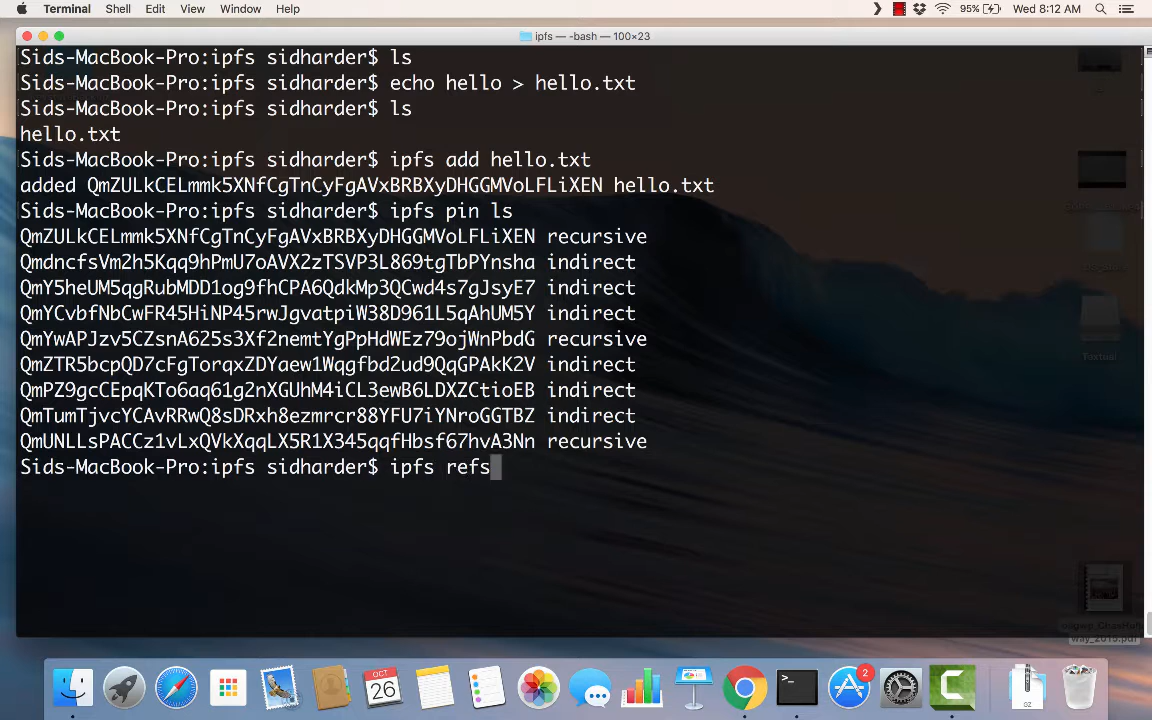 Terminal Shell Edit View Window Help 95% Wed 8:12 AM
ipfs — -bash — 100×23
Sids-MacBook-Pro:ipfs sidharder$ ls
Sids-MacBook-Pro:ipfs sidharder$ echo hello > hello.txt
Sids-MacBook-Pro:ipfs sidharder$ ls
hello.txt
Sids-MacBook-Pro:ipfs sidharder$ ipfs add hello.txt
added QmZULkCELmmk5XNfCgTnCyFgAVxBRBXyDHGGMVoLFLiXEN hello.txt
Sids-MacBook-Pro:ipfs sidharder$ ipfs pin ls
QmZULkCELmmk5XNfCgTnCyFgAVxBRBXyDHGGMVoLFLiXEN recursive
QmdncfsVm2h5Kqq9hPmU7oAVX2zTSVP3L869tgTbPYnsha indirect
QmY5heUM5qgRubMDD1og9fhCPA6QdkMp3QCwd4s7gJsyE7 indirect
QmYCvbfNbCwFR45HiNP45rwJgvatpiW38D961L5qAhUM5Y indirect
QmYwAPJzv5CZsnA625s3Xf2nemtYgPpHdWEz79ojWnPbdG recursive
QmZTR5bcpQD7cFgTorqxZDYaew1Wqgfbd2ud9QqGPAkK2V indirect
QmPZ9gcCEpqKTo6aq61g2nXGUhM4iCL3ewB6LDXZCtioEB indirect
QmTumTjvcYCAvRRwQ8sDRxh8ezmrcr88YFU7iYNroGGTBZ indirect
QmUNLLsPACCz1vLxQVkXqqLX5R1X345qqfHbsf67hvA3Nn recursive
Sids-MacBook-Pro:ipfs sidharder$ ipfs refs
OCT
26
2
GZ